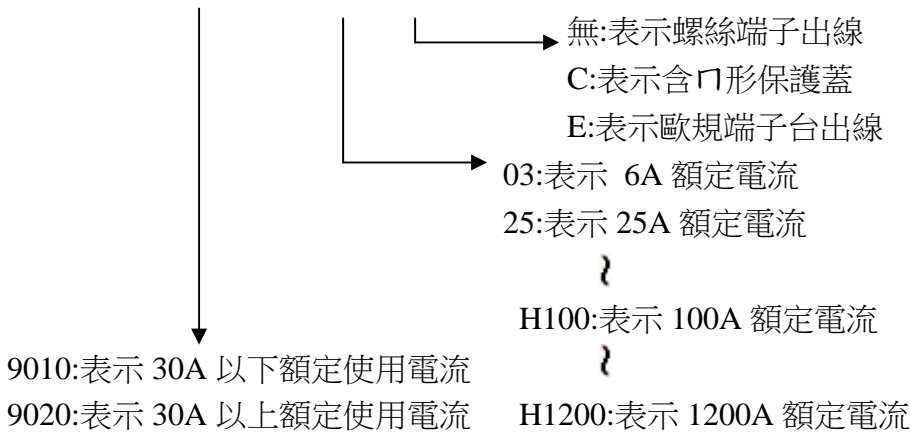 無:表示螺絲端子出線
C:表示含ㄇ形保護蓋
E:表示歐規端子台出線
03:表示 6A 額定電流
25:表示 25A 額定電流
~
H100:表示 100A 額定電流
~
9010:表示 30A 以下額定使用電流
9020:表示 30A 以上額定使用電流 H1200:表示 1200A 額定電流